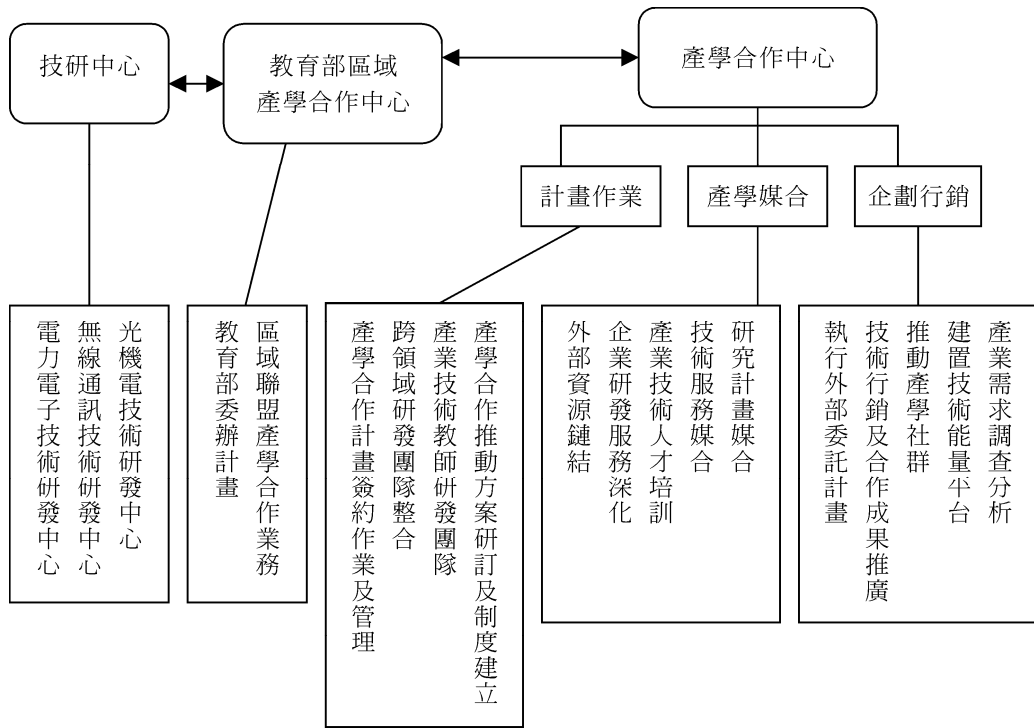 技研中心
教育部區域
產學合作中心
產學合作中心
計畫作業
產學媒合
企劃行銷
光機電技術研發中心
無線通訊技術研發中心
電力電子技術研發中心
區域聯盟產學合作業務
教育部委辦計畫
產學合作推動方案研訂及制度建立
產業技術教師研發團隊
跨領域研發團隊整合
產學合作計畫簽約作業及管理
研究計畫媒合
技術服務媒合
產業技術人才培訓
企業研發服務深化
外部資源鏈結
產業需求調查分析
建置技術能量平台
推動產學社群
技術行銷及合作成果推廣
執行外部委託計畫